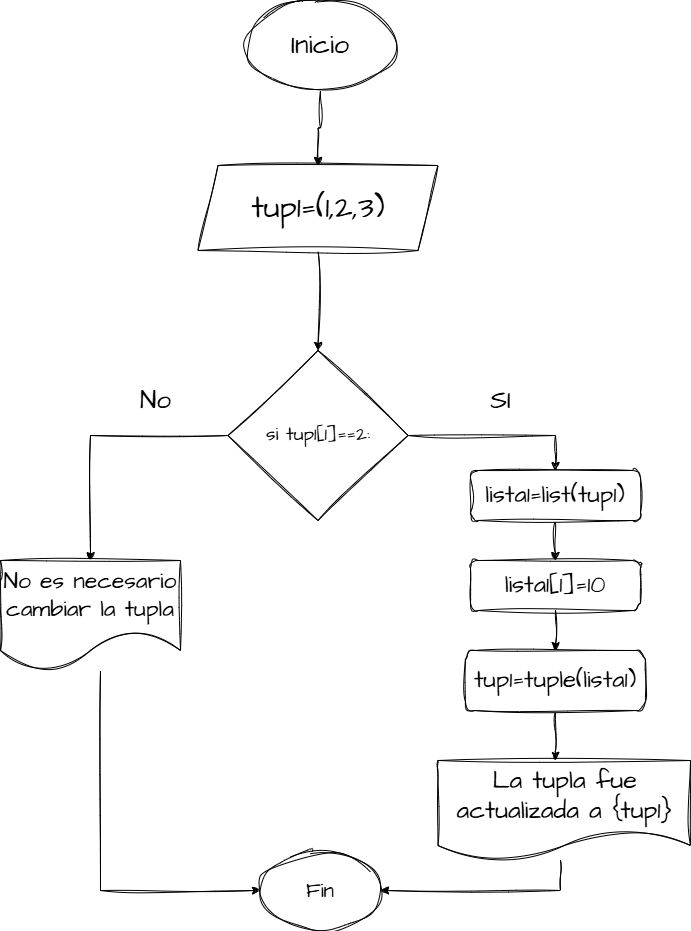 Inicio
tup1=(1,2,3)
No
SI
si tup1[1]==2:
lista1=list(tup1)
lista1[1]=10
No es necesario
cambiar la tupla
tup1=tuple(lista1)
La tupla fue
actualizada a {tup1}
Fin